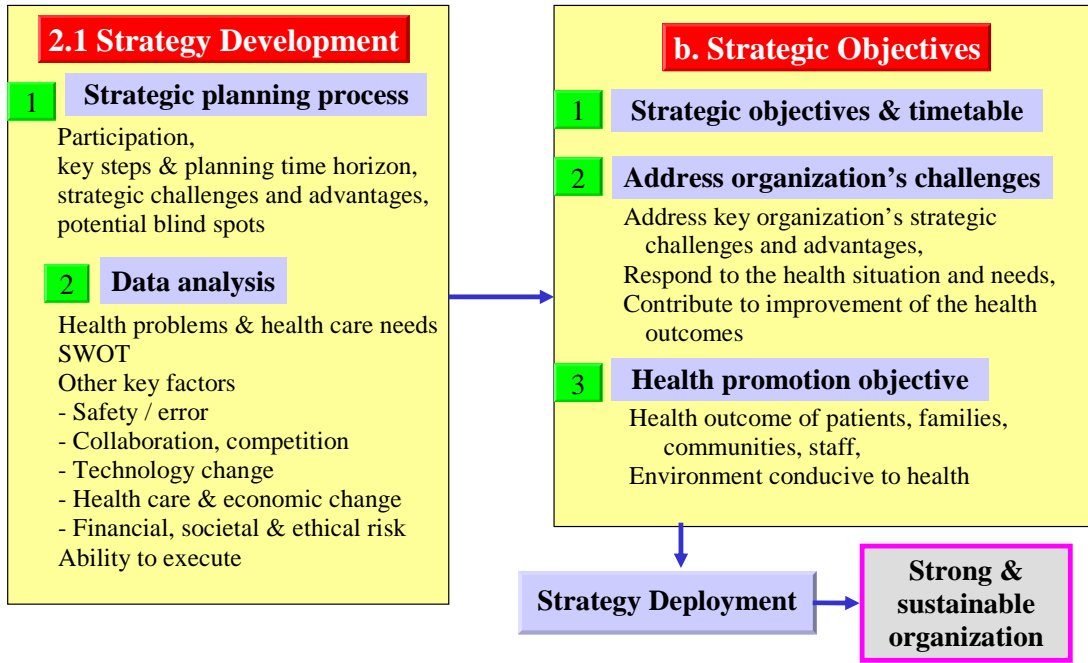 2.1 Strategy Development
1
Strategic planning process
Participation,
key steps & planning time horizon,
strategic challenges and advantages,
potential blind spots
2
Data analysis
Health problems & health care needs
SWOT
Other key factors
- Safety / error
- Collaboration, competition
- Technology change
- Health care & economic change
- Financial, societal & ethical risk
Ability to execute
b. Strategic Objectives
1
Strategic objectives & timetable
2
Address organization’s challenges
Address key organization’s strategic
challenges and advantages,
Respond to the health situation and needs,
Contribute to improvement of the health
outcomes
3
Health promotion objective
Health outcome of patients, families,
communities, staff,
Environment conducive to health
Strategy Deployment
Strong &
sustainable
organization